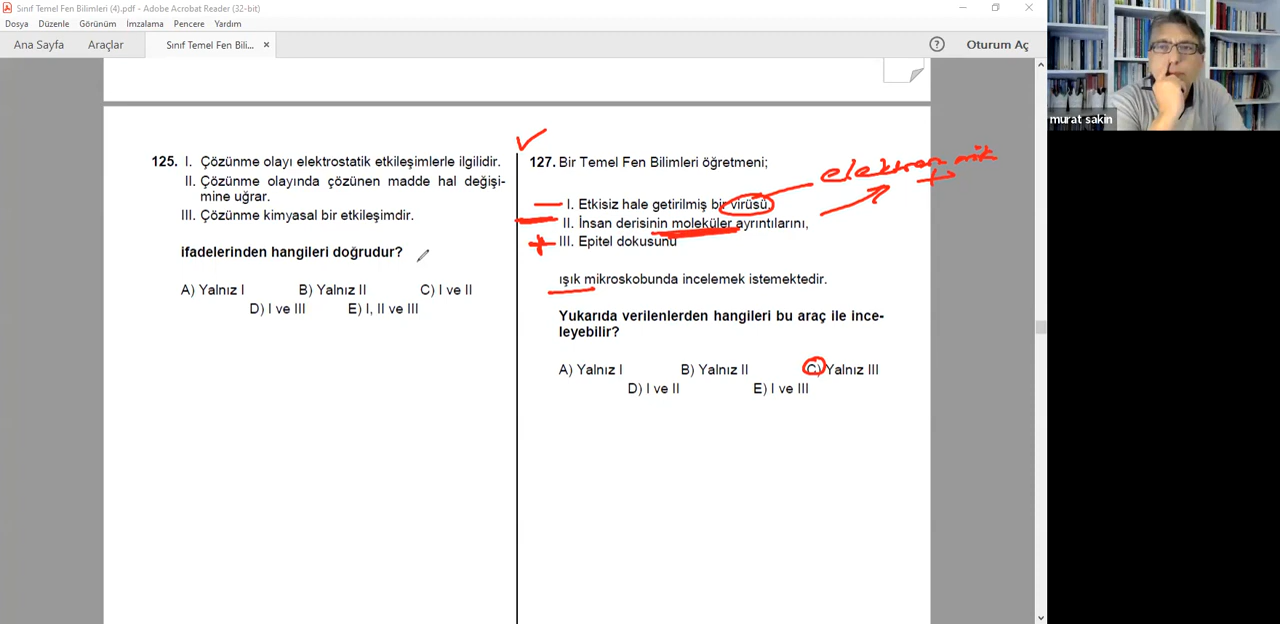 Sınıf Temel Fen Bilimleri (4).pdf - Adobe Acrobat Reader (32-bit)
Dosya Düzenle Görünüm İmzalama Pencere Yardım
Ana Sayfa Araçlar Sınıf Temel Fen Bili... × Oturum Aç
murat sakin
125. I. Çözünme olayı elektrostatik etkileşimlerle ilgilidir.
II. Çözünme olayında çözünen madde hal değişi-
mine uğrar.
III. Çözünme kimyasal bir etkileşimdir.
ifadelerinden hangileri doğrudur?
A) Yalnız I B) Yalnız II C) I ve II
D) I ve III E) I, II ve III
127. Bir Temel Fen Bilimleri öğretmeni;
elektron mik
I. Etkisiz hale getirilmiş bir virüsü,
II. İnsan derisinin moleküler ayrıntılarını,
III. Epitel dokusunu
ışık mikroskobunda incelemek istemektedir.
Yukarıda verilenlerden hangileri bu araç ile ince-
leyebilir?
A) Yalnız I B) Yalnız II C) Yalnız III
D) I ve II E) I ve III